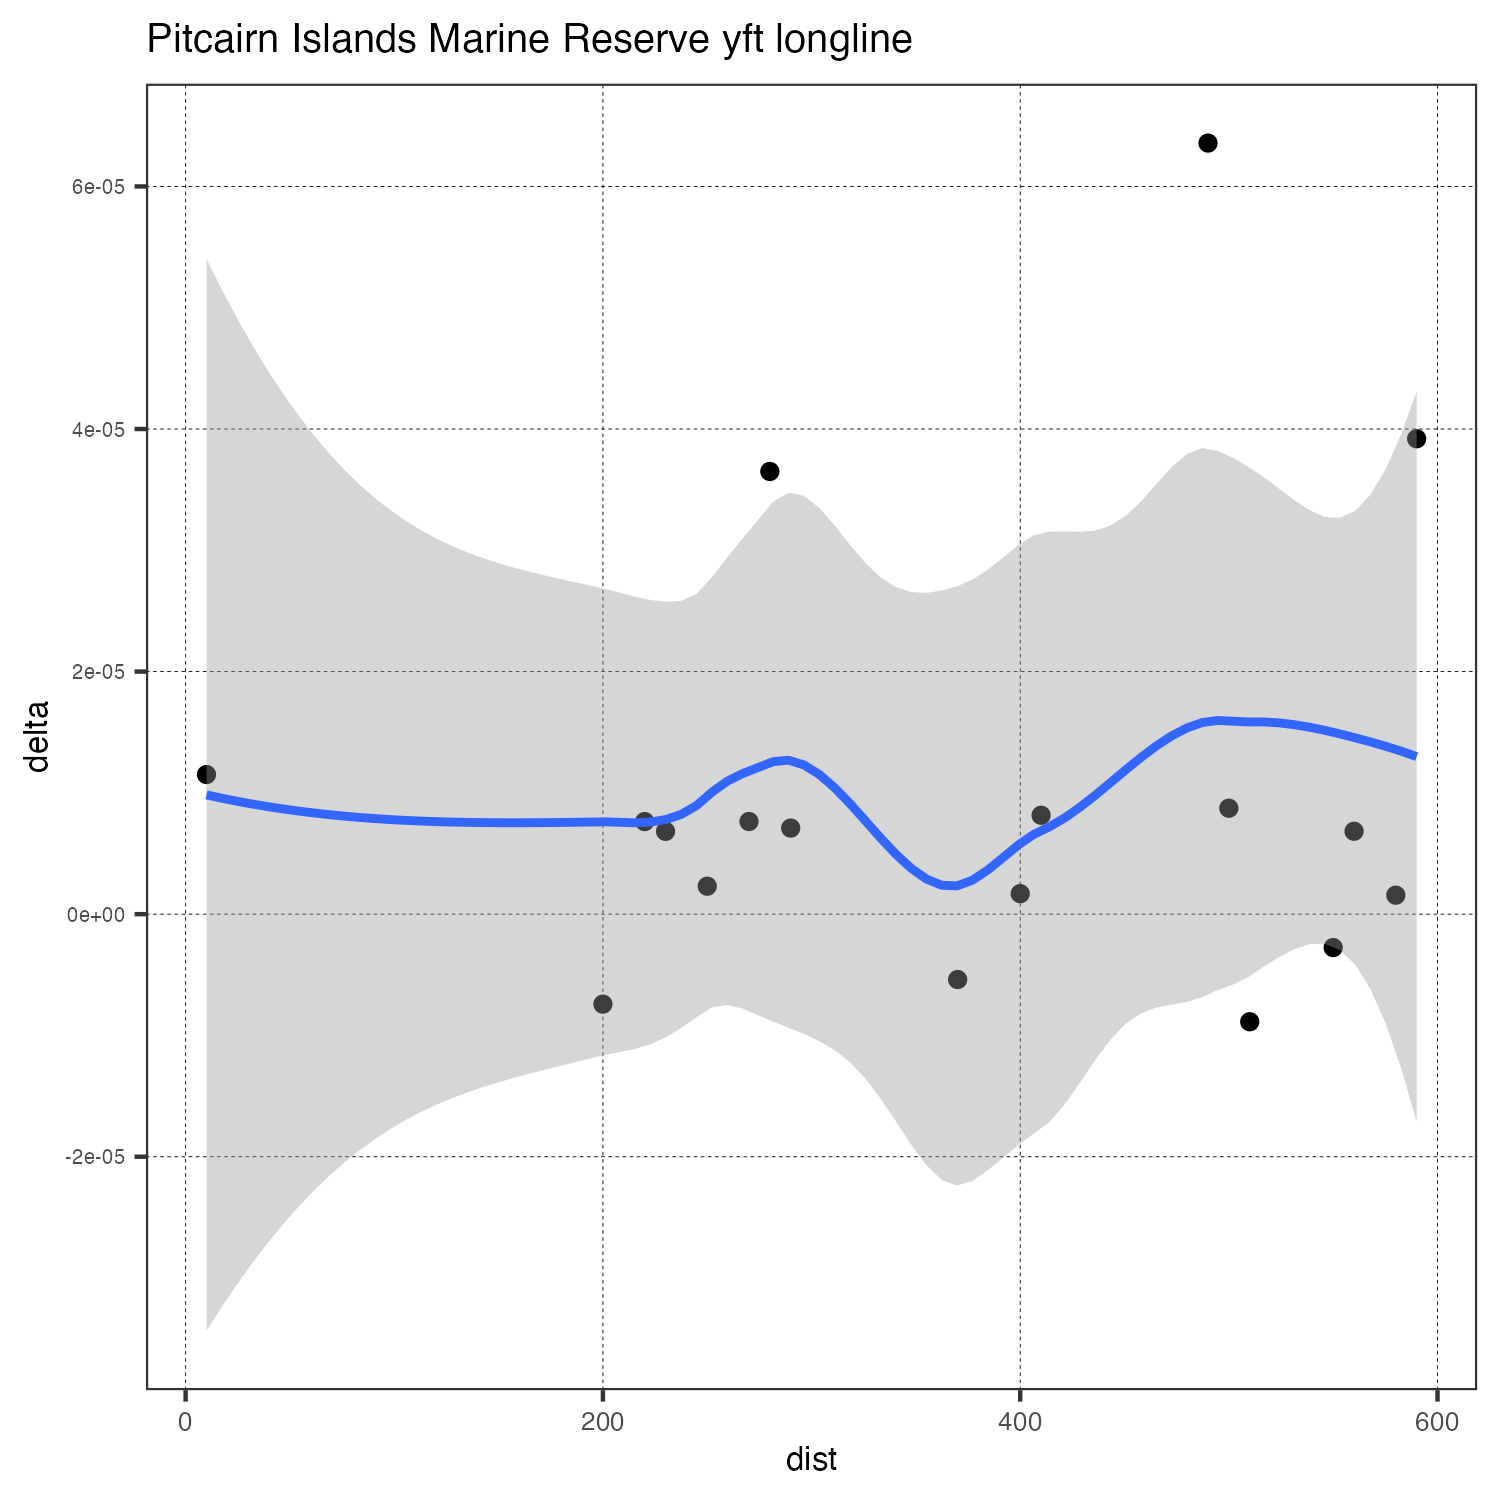 Pitcairn Islands Marine Reserve yft longline
6e-05
4e-05
2e-05
0e+00
-2e-05
delta
0 200 400 600
dist